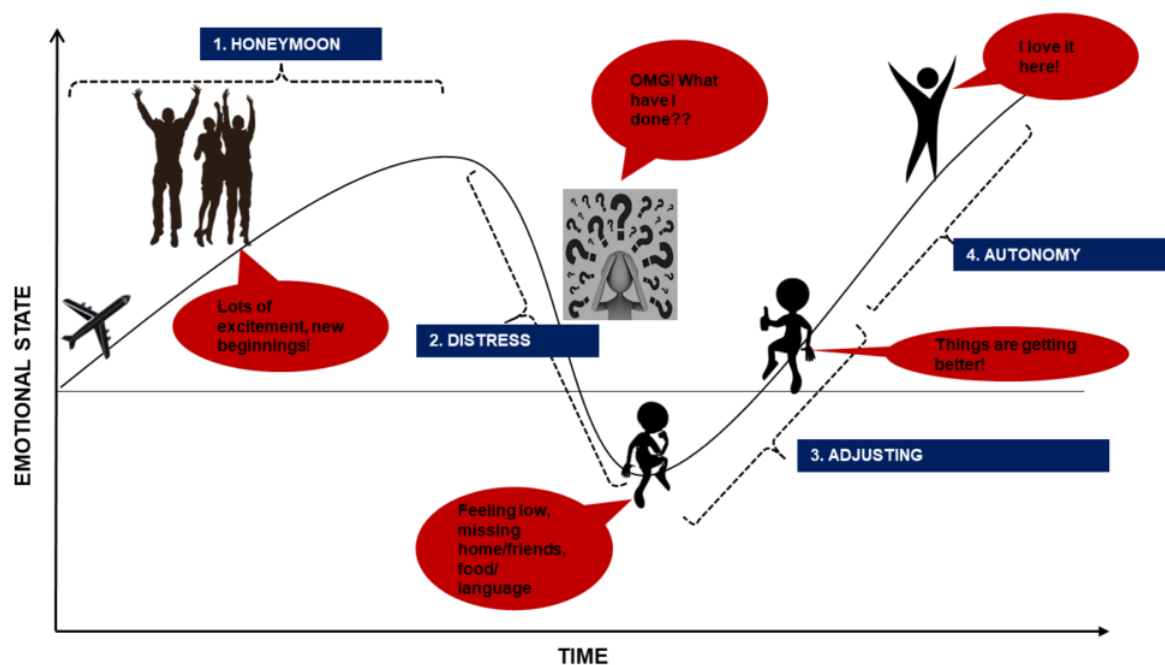 1. HONEYMOON
OMG! What
have I
done??
I love it
here!
Lots of
excitement, new
beginnings!
2. DISTRESS
4. AUTONOMY
Things are getting
better!
3. ADJUSTING
Feeling low,
missing
home/friends,
food/
language
EMOTIONAL STATE
TIME